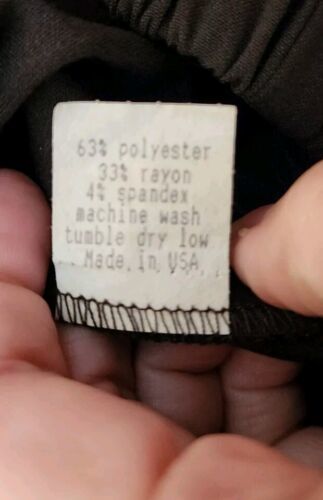 63% polyester
33% rayon
4% spandex
machine wash
tumble dry low
Made in USA